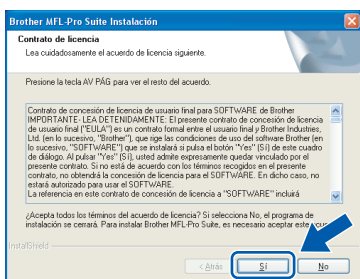 Brother MFL-Pro Suite Instalación
Contrato de licencia
Lea cuidadosamente el acuerdo de licencia siguiente.
Presione la tecla AV PÁG para ver el resto del acuerdo.
Contrato de concesión de licencia de usuario final para SOFTWARE de Brother
IMPORTANTE- LEA DETENIDAMENTE: El presente contrato de concesión de licencia
de usuario final ("EULA") es un contrato formal entre el usuario final y Brother Industries,
Ltd. (en lo sucesivo, "Brother"), que rige las condiciones de uso del software Brother (en
lo sucesivo, "SOFTWARE") que se instalará si pulsa el botón "Yes" (Sí) de este cuadro
de diálogo. Al pulsar "Yes" (Sí), usted admite expresamente quedar vinculado por el
presente contrato. Si no está de acuerdo con los términos recogidos en el presente
contrato, no obtendrá la concesión de licencia para el SOFTWARE. En dicho caso, no
estará autorizado para usar el SOFTWARE.
La referencia en este contrato de concesión de licencia a "SOFTWARE" incluirá
¿Acepta todos los términos del acuerdo de licencia? Si selecciona No, el programa de
instalación se cerrará. Para instalar Brother MFL-Pro Suite, es necesario aceptar este
InstallShield
< Atrás
Sí
No